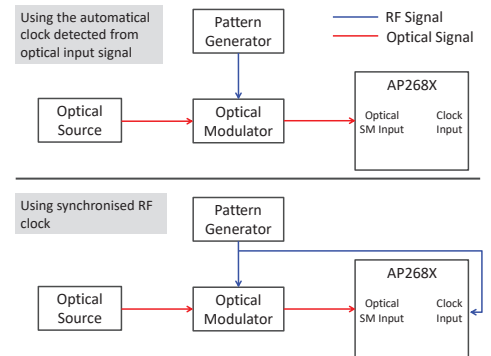 Using the automatical
clock detected from
optical input signal
Pattern
Generator
RF Signal
Optical Signal
Optical
Source
Optical
Modulator
AP268X
Optical
SM Input
Clock
Input
Using synchronised RF
clock
Pattern
Generator
Optical
Source
Optical
Modulator
AP268X
Optical
SM Input
Clock
Input